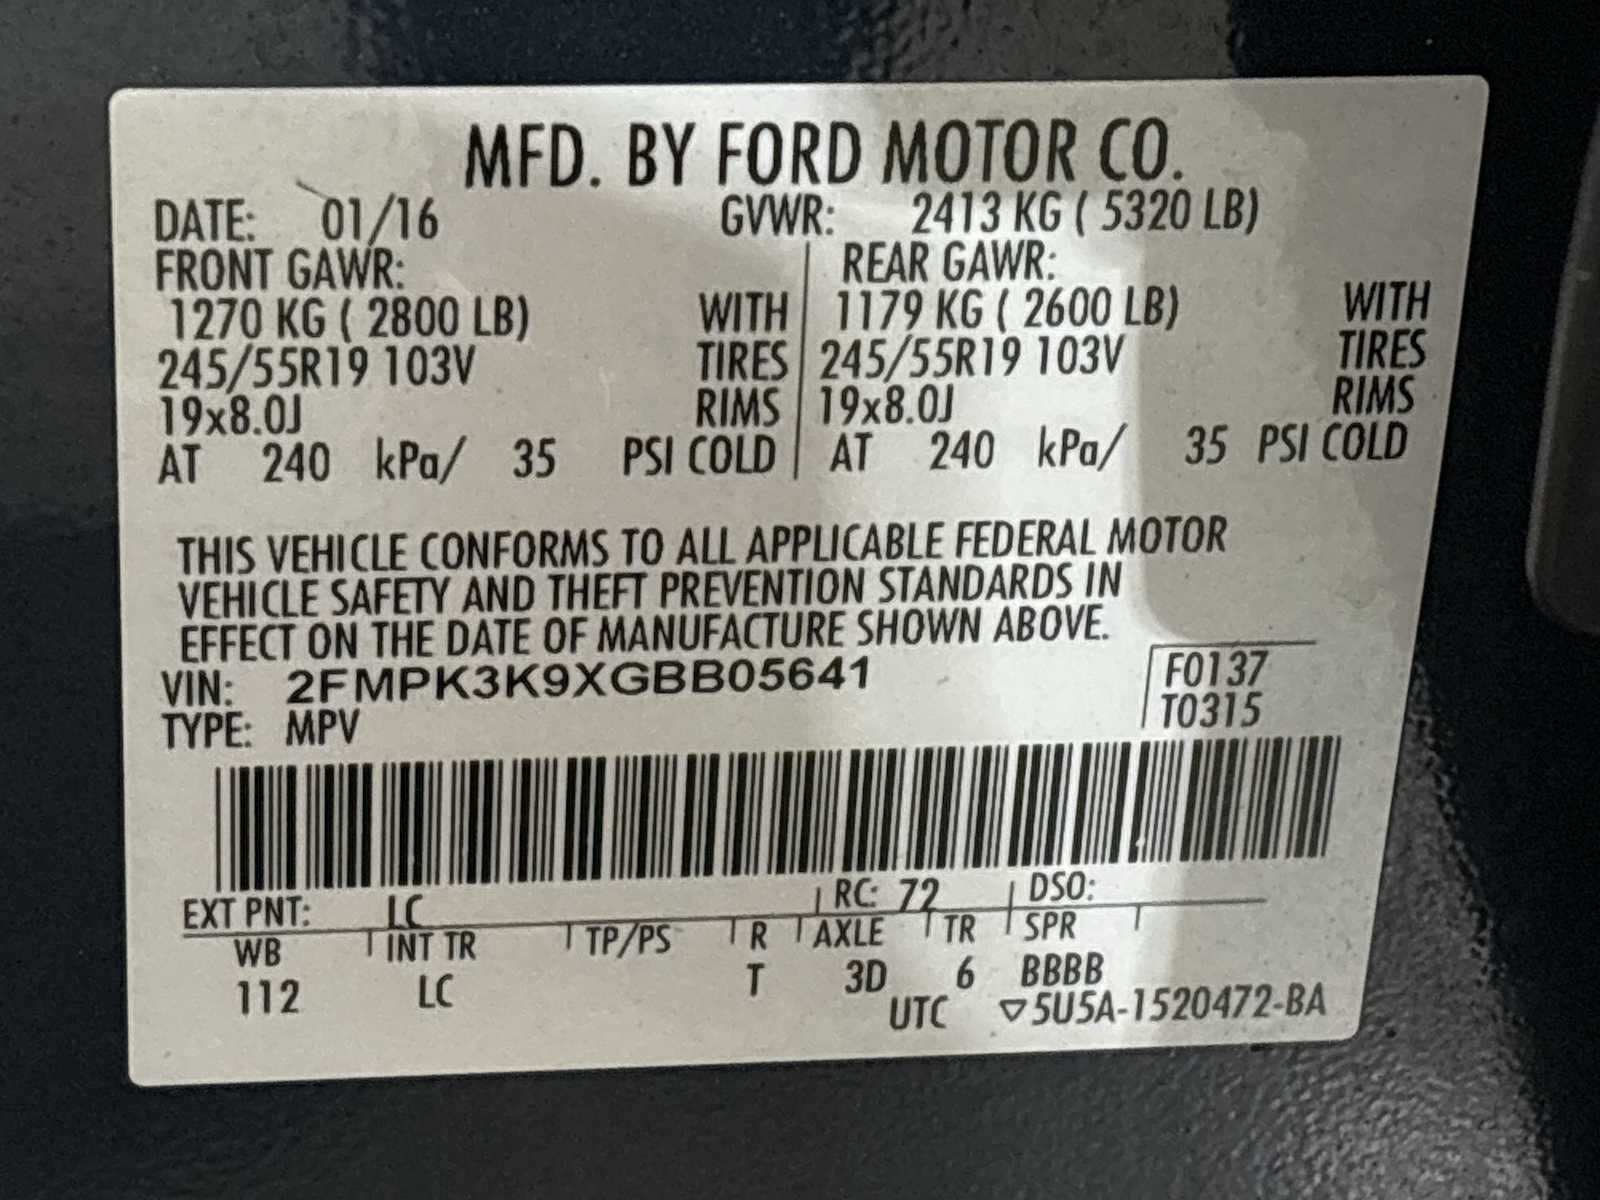 MFD. BY FORD MOTOR CO.
DATE: 01/16 GVWR: 2413 KG ( 5320 LB)
FRONT GAWR: REAR GAWR:
1270 KG ( 2800 LB) WITH 1179 KG ( 2600 LB) WITH
245/55R19 103V TIRES 245/55R19 103V TIRES
19x8.0J RIMS 19x8.0J RIMS
AT 240 kPa/ 35 PSI COLD AT 240 kPa/ 35 PSI COLD
THIS VEHICLE CONFORMS TO ALL APPLICABLE FEDERAL MOTOR
VEHICLE SAFETY AND THEFT PREVENTION STANDARDS IN
EFFECT ON THE DATE OF MANUFACTURE SHOWN ABOVE.
VIN: 2FMPK3K9XGBB05641 F0137
TYPE: MPV T0315
EXT PNT: LC RC: 72 DSO:
WB INT TR TP/PS R AXLE TR SPR
112 LC T 3D 6 BBBB
UTC ▽5U5A-1520472-BA